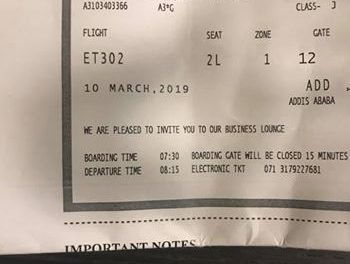 A3103403366 A3*G CLASS- J
FLIGHT SEAT ZONE GATE
ET302 2L 1 12
10 MARCH,2019 ADD
ADDIS ABABA
WE ARE PLEASED TO INVITE YOU TO OUR BUSINESS LOUNGE
BOARDING TIME 07:30 BOARDING GATE WILL BE CLOSED 15 MINUTES
DEPARTURE TIME 08:15 ELECTRONIC TKT 071 3179227681
IMPORTANT NOTES